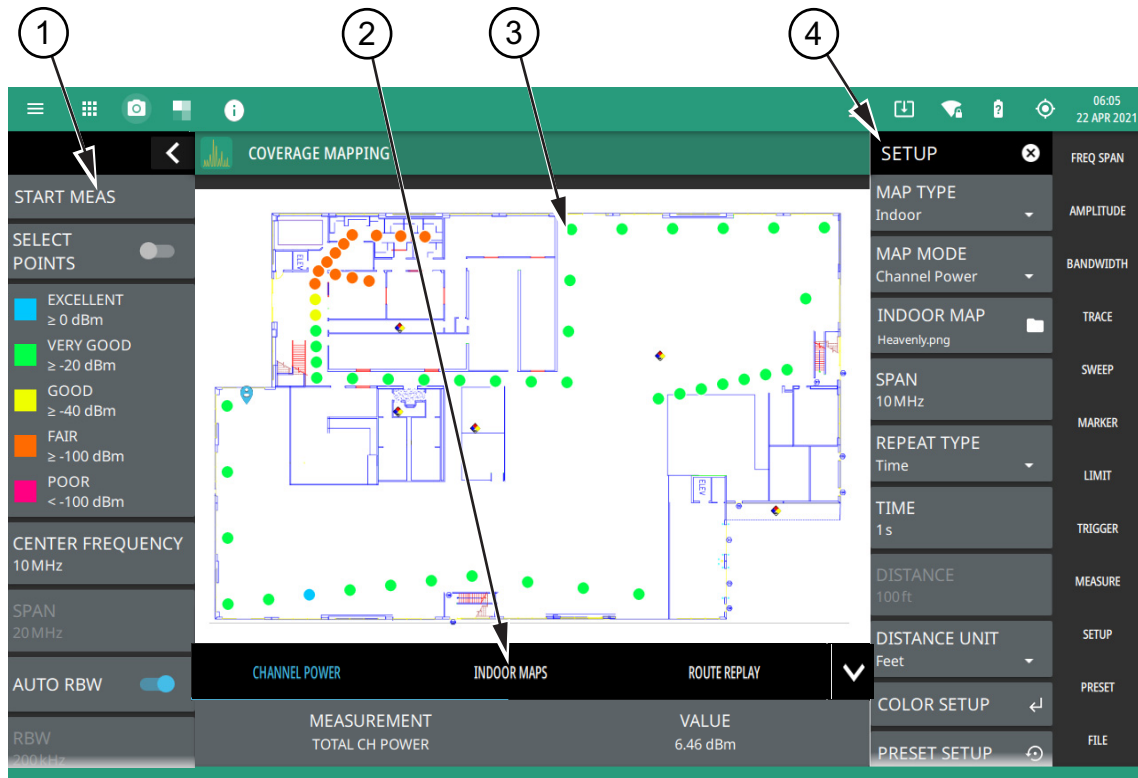 1
2
3
4
06:05
22 APR 2021
START MEAS
SELECT
POINTS
EXCELLENT
≥ 0 dBm
VERY GOOD
≥ -20 dBm
GOOD
≥ -40 dBm
FAIR
≥ -100 dBm
POOR
< -100 dBm
CENTER FREQUENCY
10 MHz
SPAN
20 MHz
AUTO RBW
RBW
200 kHz
COVERAGE MAPPING
ELEV
ELEV
CHANNEL POWER
INDOOR MAPS
ROUTE REPLAY
MEASUREMENT
VALUE
TOTAL CH POWER
6.46 dBm
SETUP
MAP TYPE
Indoor
MAP MODE
Channel Power
INDOOR MAP
Heavenly.png
SPAN
10 MHz
REPEAT TYPE
Time
TIME
1 s
DISTANCE
100 ft
DISTANCE UNIT
Feet
COLOR SETUP
PRESET SETUP
FREQ SPAN
AMPLITUDE
BANDWIDTH
TRACE
SWEEP
MARKER
LIMIT
TRIGGER
MEASURE
SETUP
PRESET
FILE